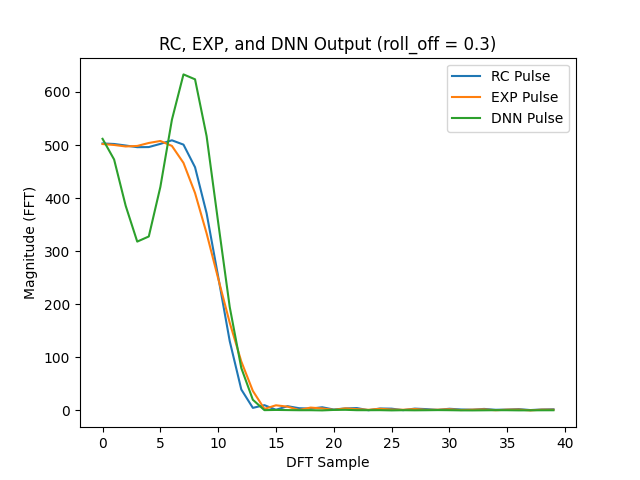 RC, EXP, and DNN Output (roll_off = 0.3)
RC Pulse
EXP Pulse
DNN Pulse
Magnitude (FFT)
600
500
400
300
200
100
0
0 5 10 15 20 25 30 35 40
DFT Sample